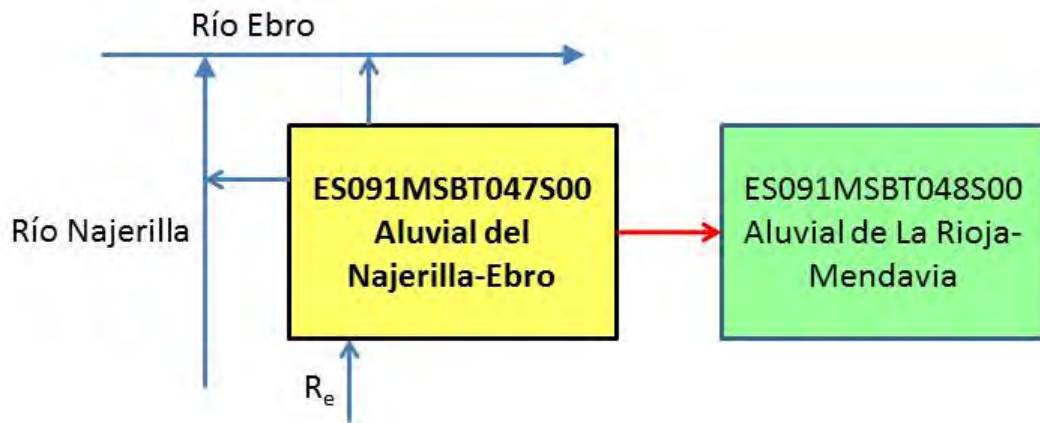 Río Ebro
Río Najerilla
ES091MSBT047S00
Aluvial del
Najerilla-Ebro
ES091MSBT048S00
Aluvial de La Rioja-
Mendavia
Re